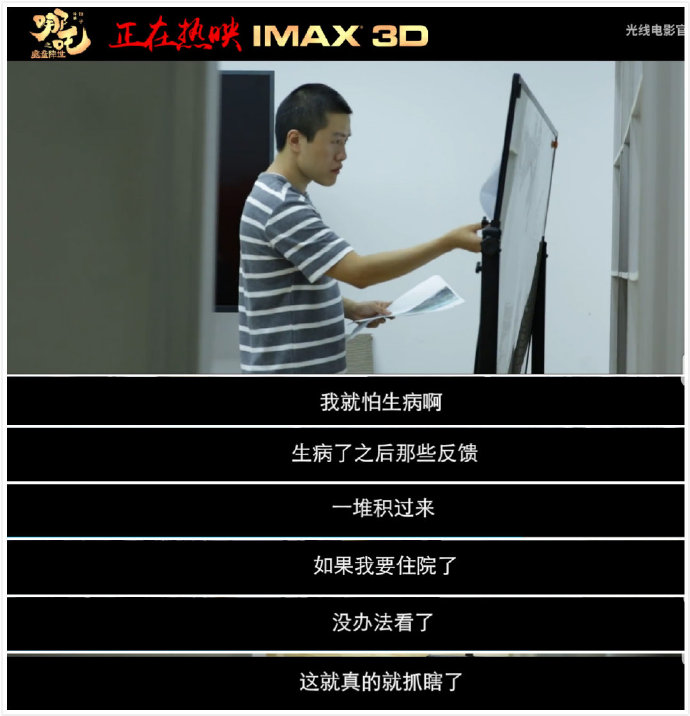 哪吒
之
魔童降世
正在热映 IMAX 3D
光线电影官
我就怕生病啊
生病了之后那些反馈
一堆积过来
如果我要住院了
没办法看了
这就真的就抓瞎了